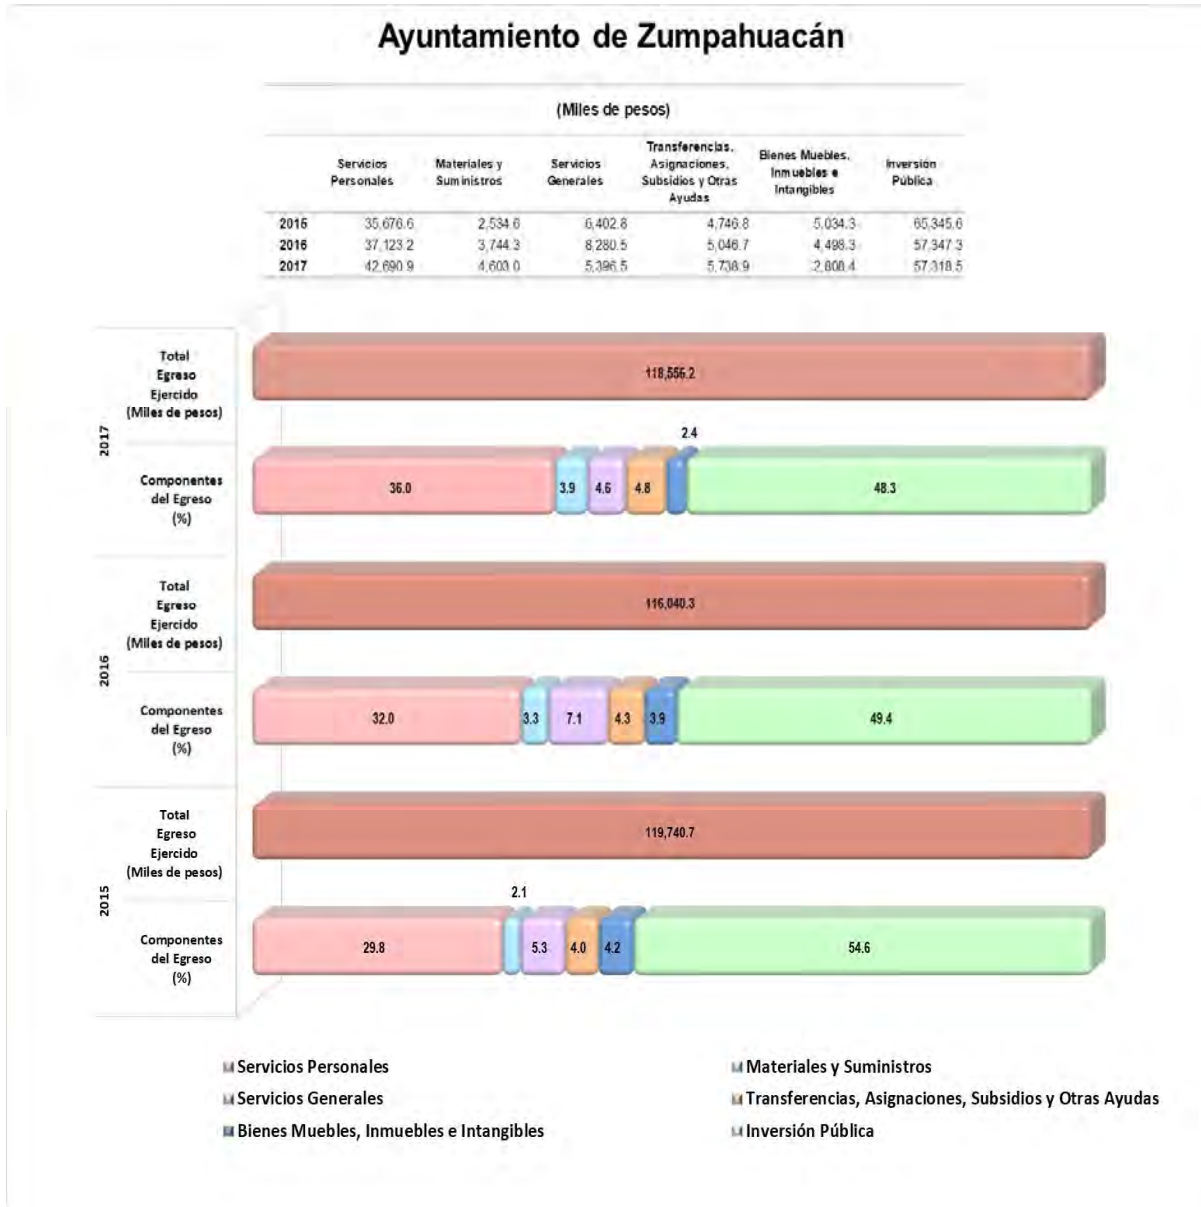 Ayuntamiento de Zumpahuacán
(Miles de pesos)
Servicios Personales Materiales y Suministros Servicios Generales Transferencias, Asignaciones, Subsidios y Otras Ayudas Bienes Muebles, Inmuebles e Intangibles Inversión Pública
2015 35,676.6 2,534.6 6,402.8 4,746.8 5,034.3 65,345.6
2016 37,123.2 3,744.3 8,280.5 5,046.7 4,498.3 57,347.3
2017 42,690.9 4,603.0 5,396.5 5,738.9 2,808.4 57,318.5
2017
Total
Egreso
Ejercido
(Miles de pesos)
118,556.2
2.4
Componentes
del Egreso
(%)
36.0 3.9 4.6 4.8 48.3
2016
Total
Egreso
Ejercido
(Miles de pesos)
116,040.3
Componentes
del Egreso
(%)
32.0 3.3 7.1 4.3 3.9 49.4
2015
Total
Egreso
Ejercido
(Miles de pesos)
119,740.7
2.1
Componentes
del Egreso
(%)
29.8 5.3 4.0 4.2 54.6
Servicios Personales
Materiales y Suministros
Servicios Generales
Transferencias, Asignaciones, Subsidios y Otras Ayudas
Bienes Muebles, Inmuebles e Intangibles
Inversión Pública